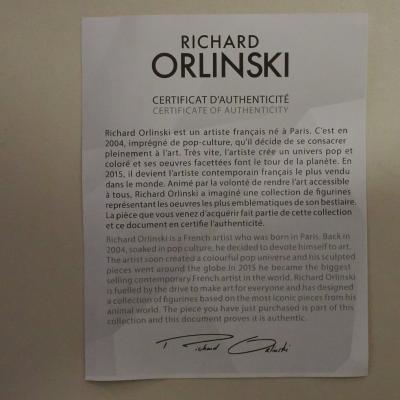 RICHARD
ORLINSKI
CERTIFICAT D'AUTHENTICITÉ
CERTIFICATE OF AUTHENTICITY
Richard Orlinski est un artiste français né à Paris. C'est en
2004, imprégné de pop-culture, qu'il décide de se consacrer
pleinement à l'art. Très vite, l'artiste crée un univers pop et
coloré et ses oeuvres facettées font le tour de la planète. En
2015, il devient l'artiste contemporain français le plus vendu
dans le monde. Animé par la volonté de rendre l'art accessible
à tous, Richard Orlinski a imaginé une collection de figurines
représentant les oeuvres les plus emblématiques de son bestiaire.
La pièce que vous venez d'acquérir fait partie de cette collection
et ce document en certifie l'authenticité.
Richard Orlinski is a French artist who was born in Paris. Back in
2004, soaked in pop culture, he decided to devote himself to art.
The artist soon created a colourful pop universe and his sculpted
pieces went around the globe.In 2015 he became the biggest
selling contemporary French artist in the world. Richard Orlinski
is fuelled by the drive to make art for everyone and has designed
a collection of figurines based on the most iconic pieces from his
animal world. The piece you have just purchased is part of this
collection and this document proves it is authentic.
Richard Orlinski